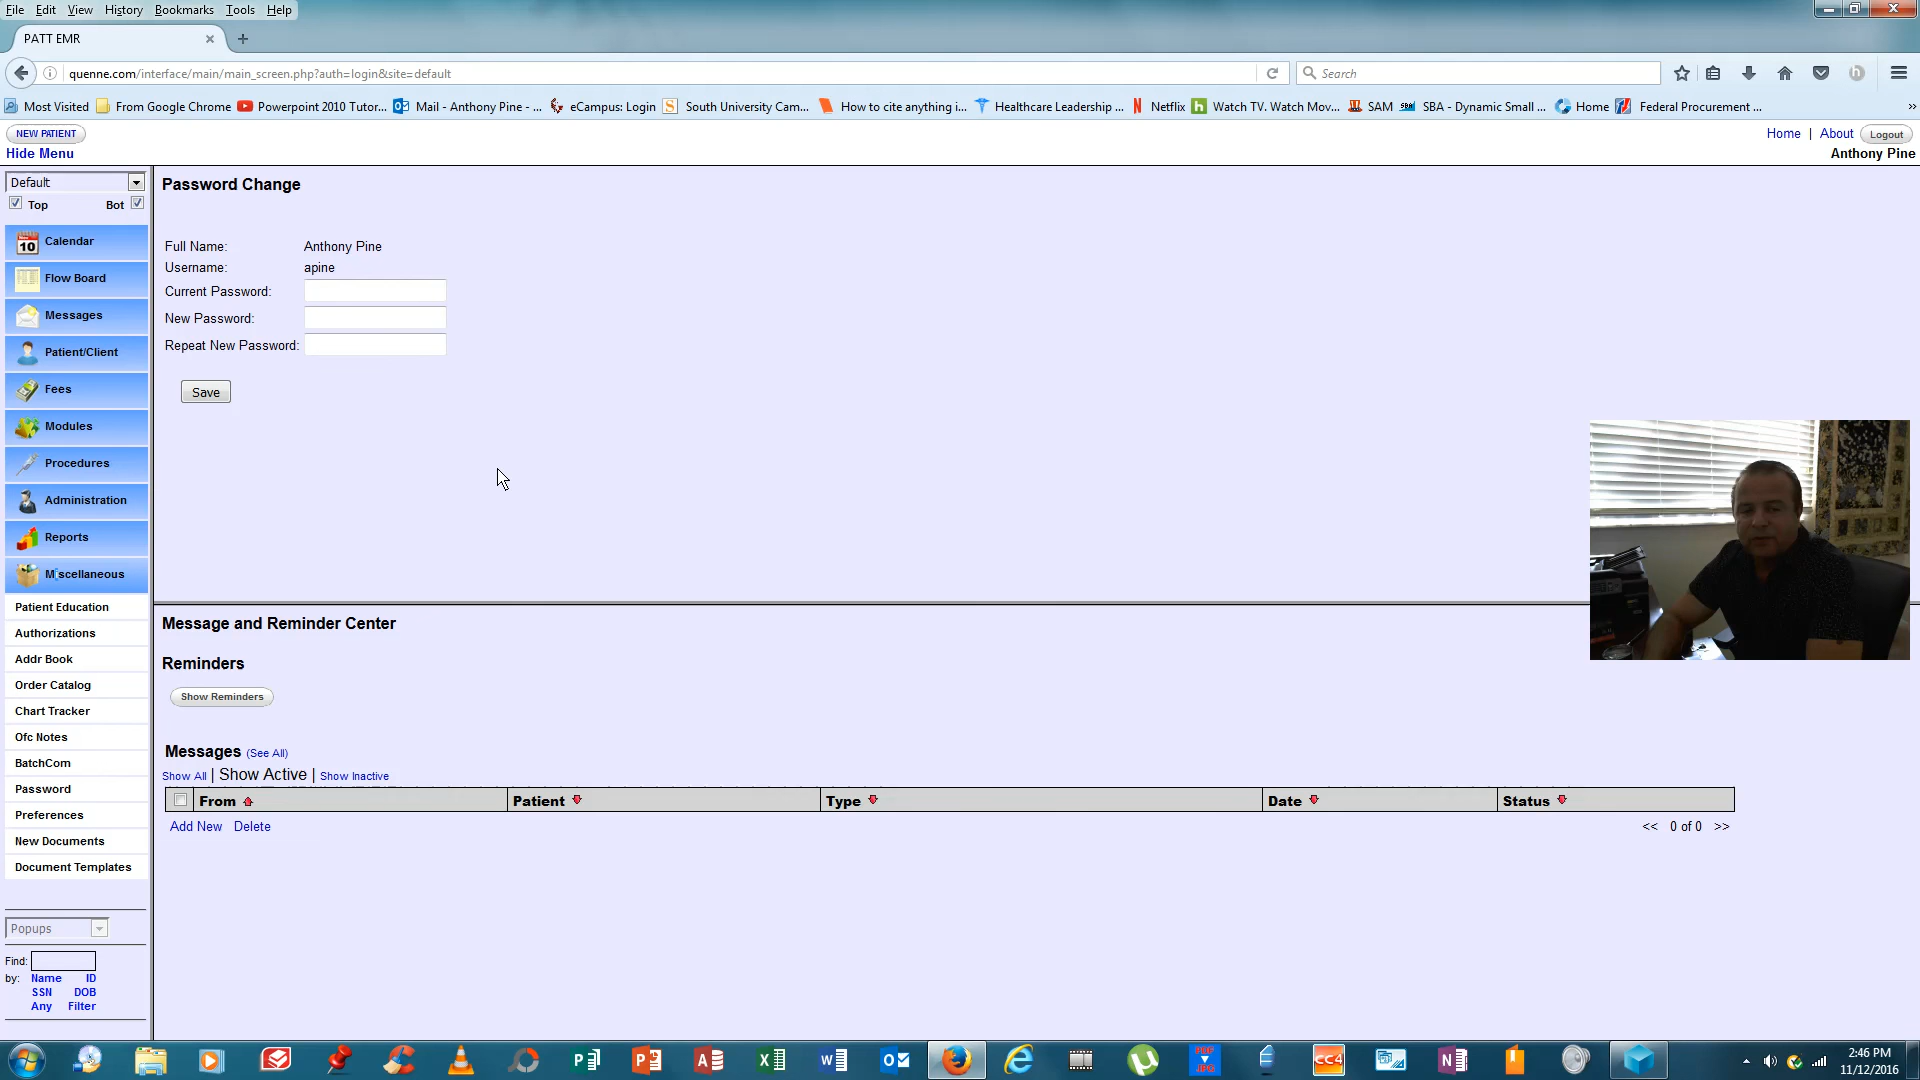 File Edit View History Bookmarks Tools Help
PATT EMR
quenne.com/interface/main/main_screen.php?auth=login&site=default
Search
Most Visited From Google Chrome Powerpoint 2010 Tutor... Mail - Anthony Pine - ... eCampus: Login South University Cam... How to cite anything i... Healthcare Leadership ... Netflix Watch TV. Watch Mov... SAM SBA - Dynamic Small ... Home Federal Procurement ...
NEW PATIENT
Home | About Logout
Hide Menu
Anthony Pine
Default
Top Bot
Calendar
Flow Board
Messages
Patient/Client
Fees
Modules
Procedures
Administration
Reports
Miscellaneous
Patient Education
Authorizations
Addr Book
Order Catalog
Chart Tracker
Ofc Notes
BatchCom
Password
Preferences
New Documents
Document Templates
Popups
Find:
by: Name ID
SSN DOB
Any Filter
Password Change
Full Name: Anthony Pine
Username: apine
Current Password:
New Password:
Repeat New Password:
Save
Message and Reminder Center
Reminders
Show Reminders
Messages (See All)
Show All | Show Active | Show Inactive
From Patient Type Date Status
Add New Delete
<< 0 of 0 >>
2:46 PM
11/12/2016